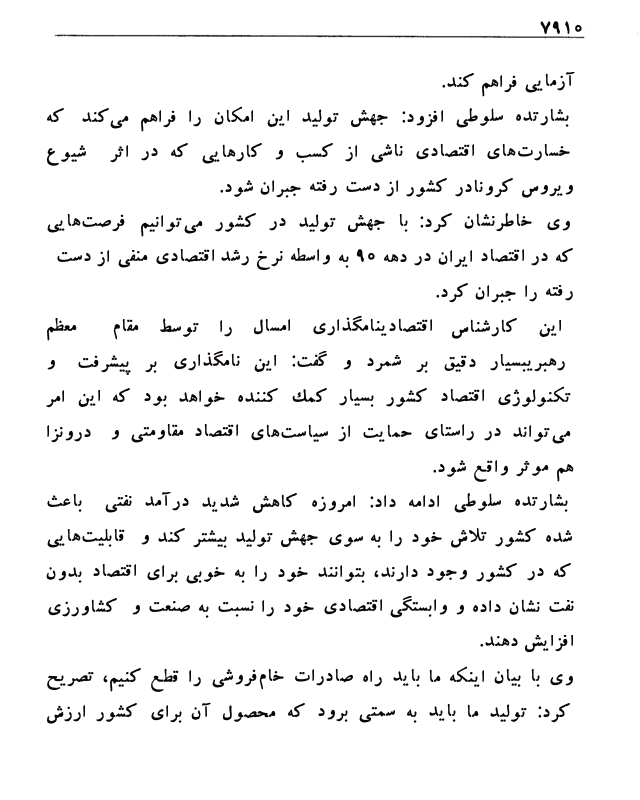 ۷۹۱۰
آزمایی فراهم کند.
بشارتده سلوطی افزود: جهش تولید این امکان را فراهم می‌کند که
خسارت‌های اقتصادی ناشی از کسب و کارهایی که در اثر شیوع
ویروس کرونادر کشور از دست رفته جبران شود.
وی خاطرنشان کرد: با جهش تولید در کشور می‌توانیم فرصت‌هایی
که در اقتصاد ایران در دهه ۹۰ به واسطه نرخ رشد اقتصادی منفی از دست
رفته را جبران کرد.
این کارشناس اقتصادینامگذاری امسال را توسط مقام معظم
رهبریبسیار دقیق بر شمرد و گفت: این نامگذاری بر پیشرفت و
تکنولوژی اقتصاد کشور بسیار کمك کننده خواهد بود که این امر
می‌تواند در راستای حمایت از سیاست‌های اقتصاد مقاومتی و درونزا
هم موثر واقع شود.
بشارتده سلوطی ادامه داد: امروزه کاهش شدید درآمد نفتی باعث
شده کشور تلاش خود را به سوی جهش تولید بیشتر کند و قابلیت‌هایی
که در کشور وجود دارند، بتوانند خود را به خوبی برای اقتصاد بدون
نفت نشان داده و وابستگی اقتصادی خود را نسبت به صنعت و کشاورزی
افزایش دهند.
وی با بیان اینکه ما باید راه صادرات خام‌فروشی را قطع کنیم، تصریح
کرد: تولید ما باید به سمتی برود که محصول آن برای کشور ارزش